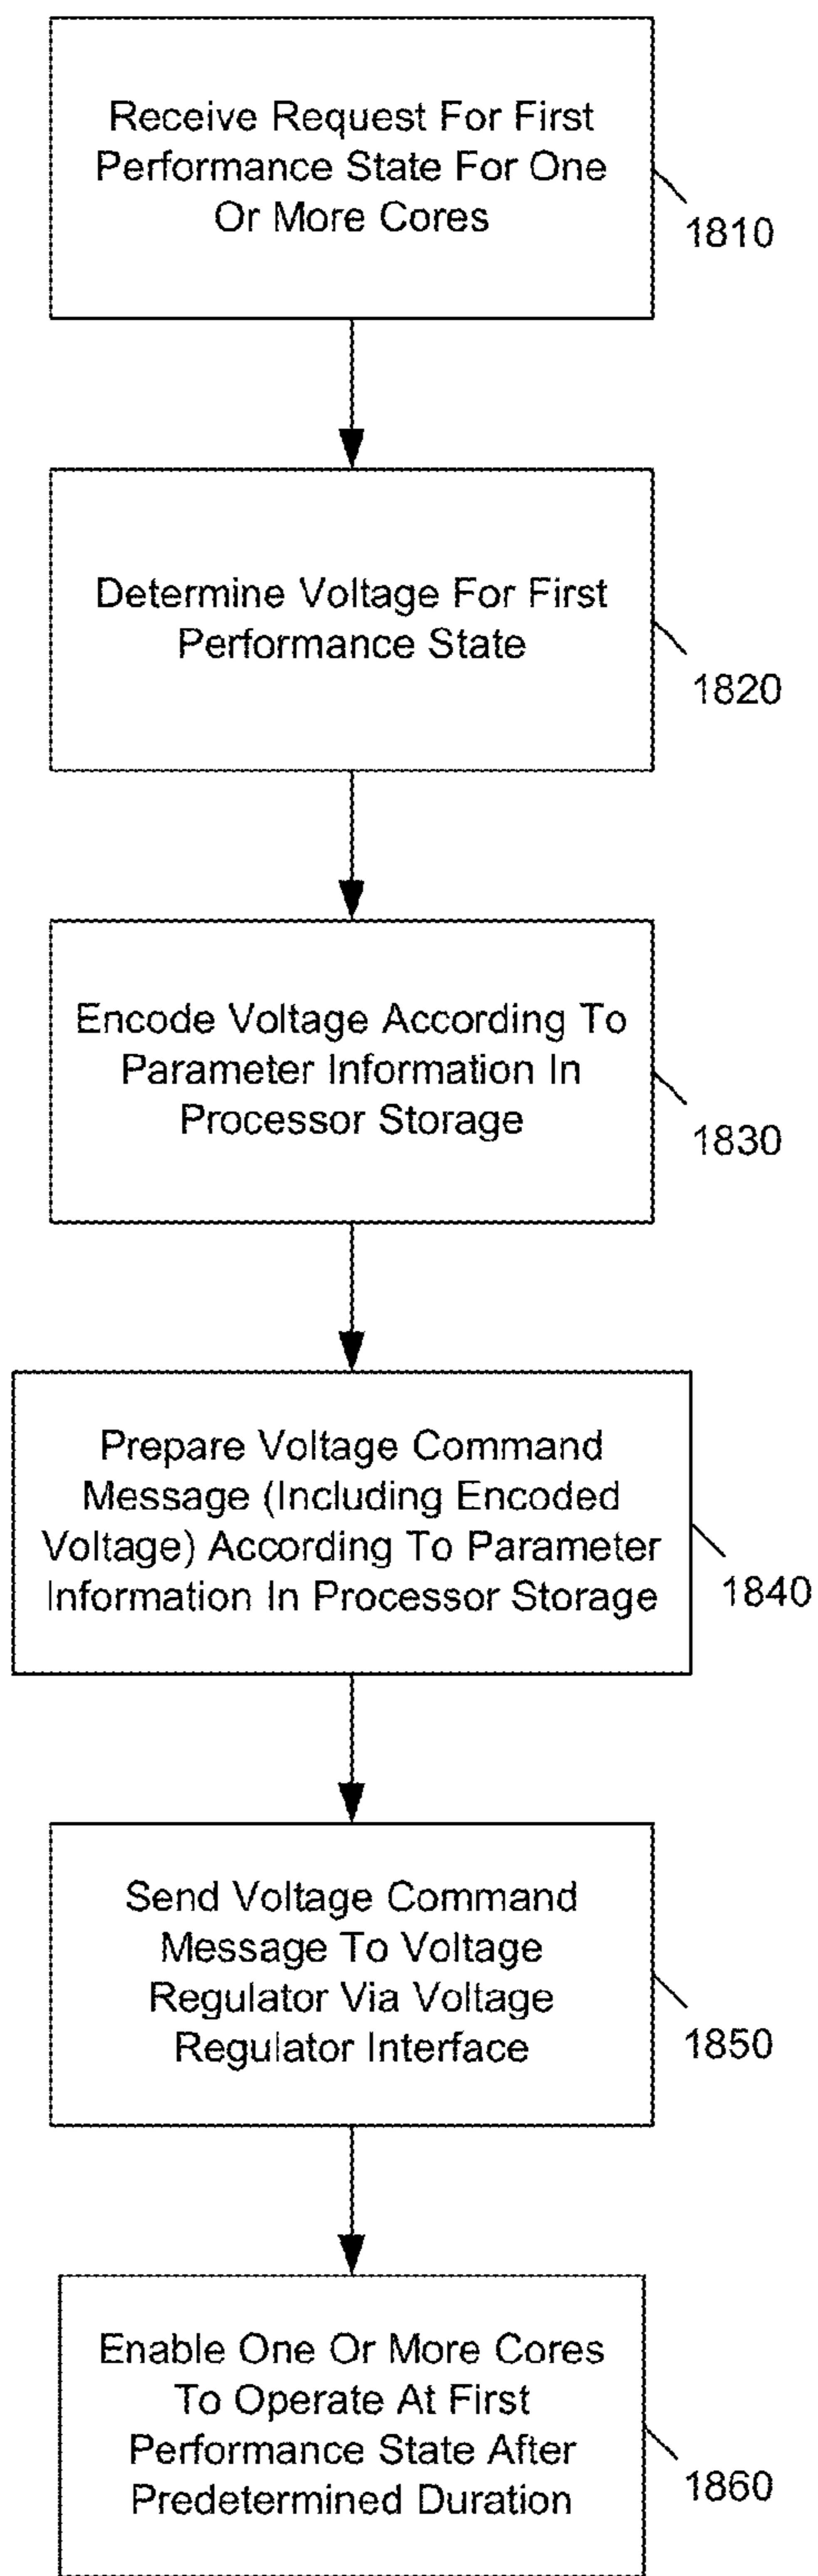 Receive Request For First
Performance State For One
Or More Cores
1810
Determine Voltage For First
Performance State
1820
Encode Voltage According To
Parameter Information In
Processor Storage
1830
Prepare Voltage Command
Message (Including Encoded
Voltage) According To Parameter
Information In Processor Storage
1840
Send Voltage Command
Message To Voltage
Regulator Via Voltage
Regulator Interface
1850
Enable One Or More Cores
To Operate At First
Performance State After
Predetermined Duration
1860